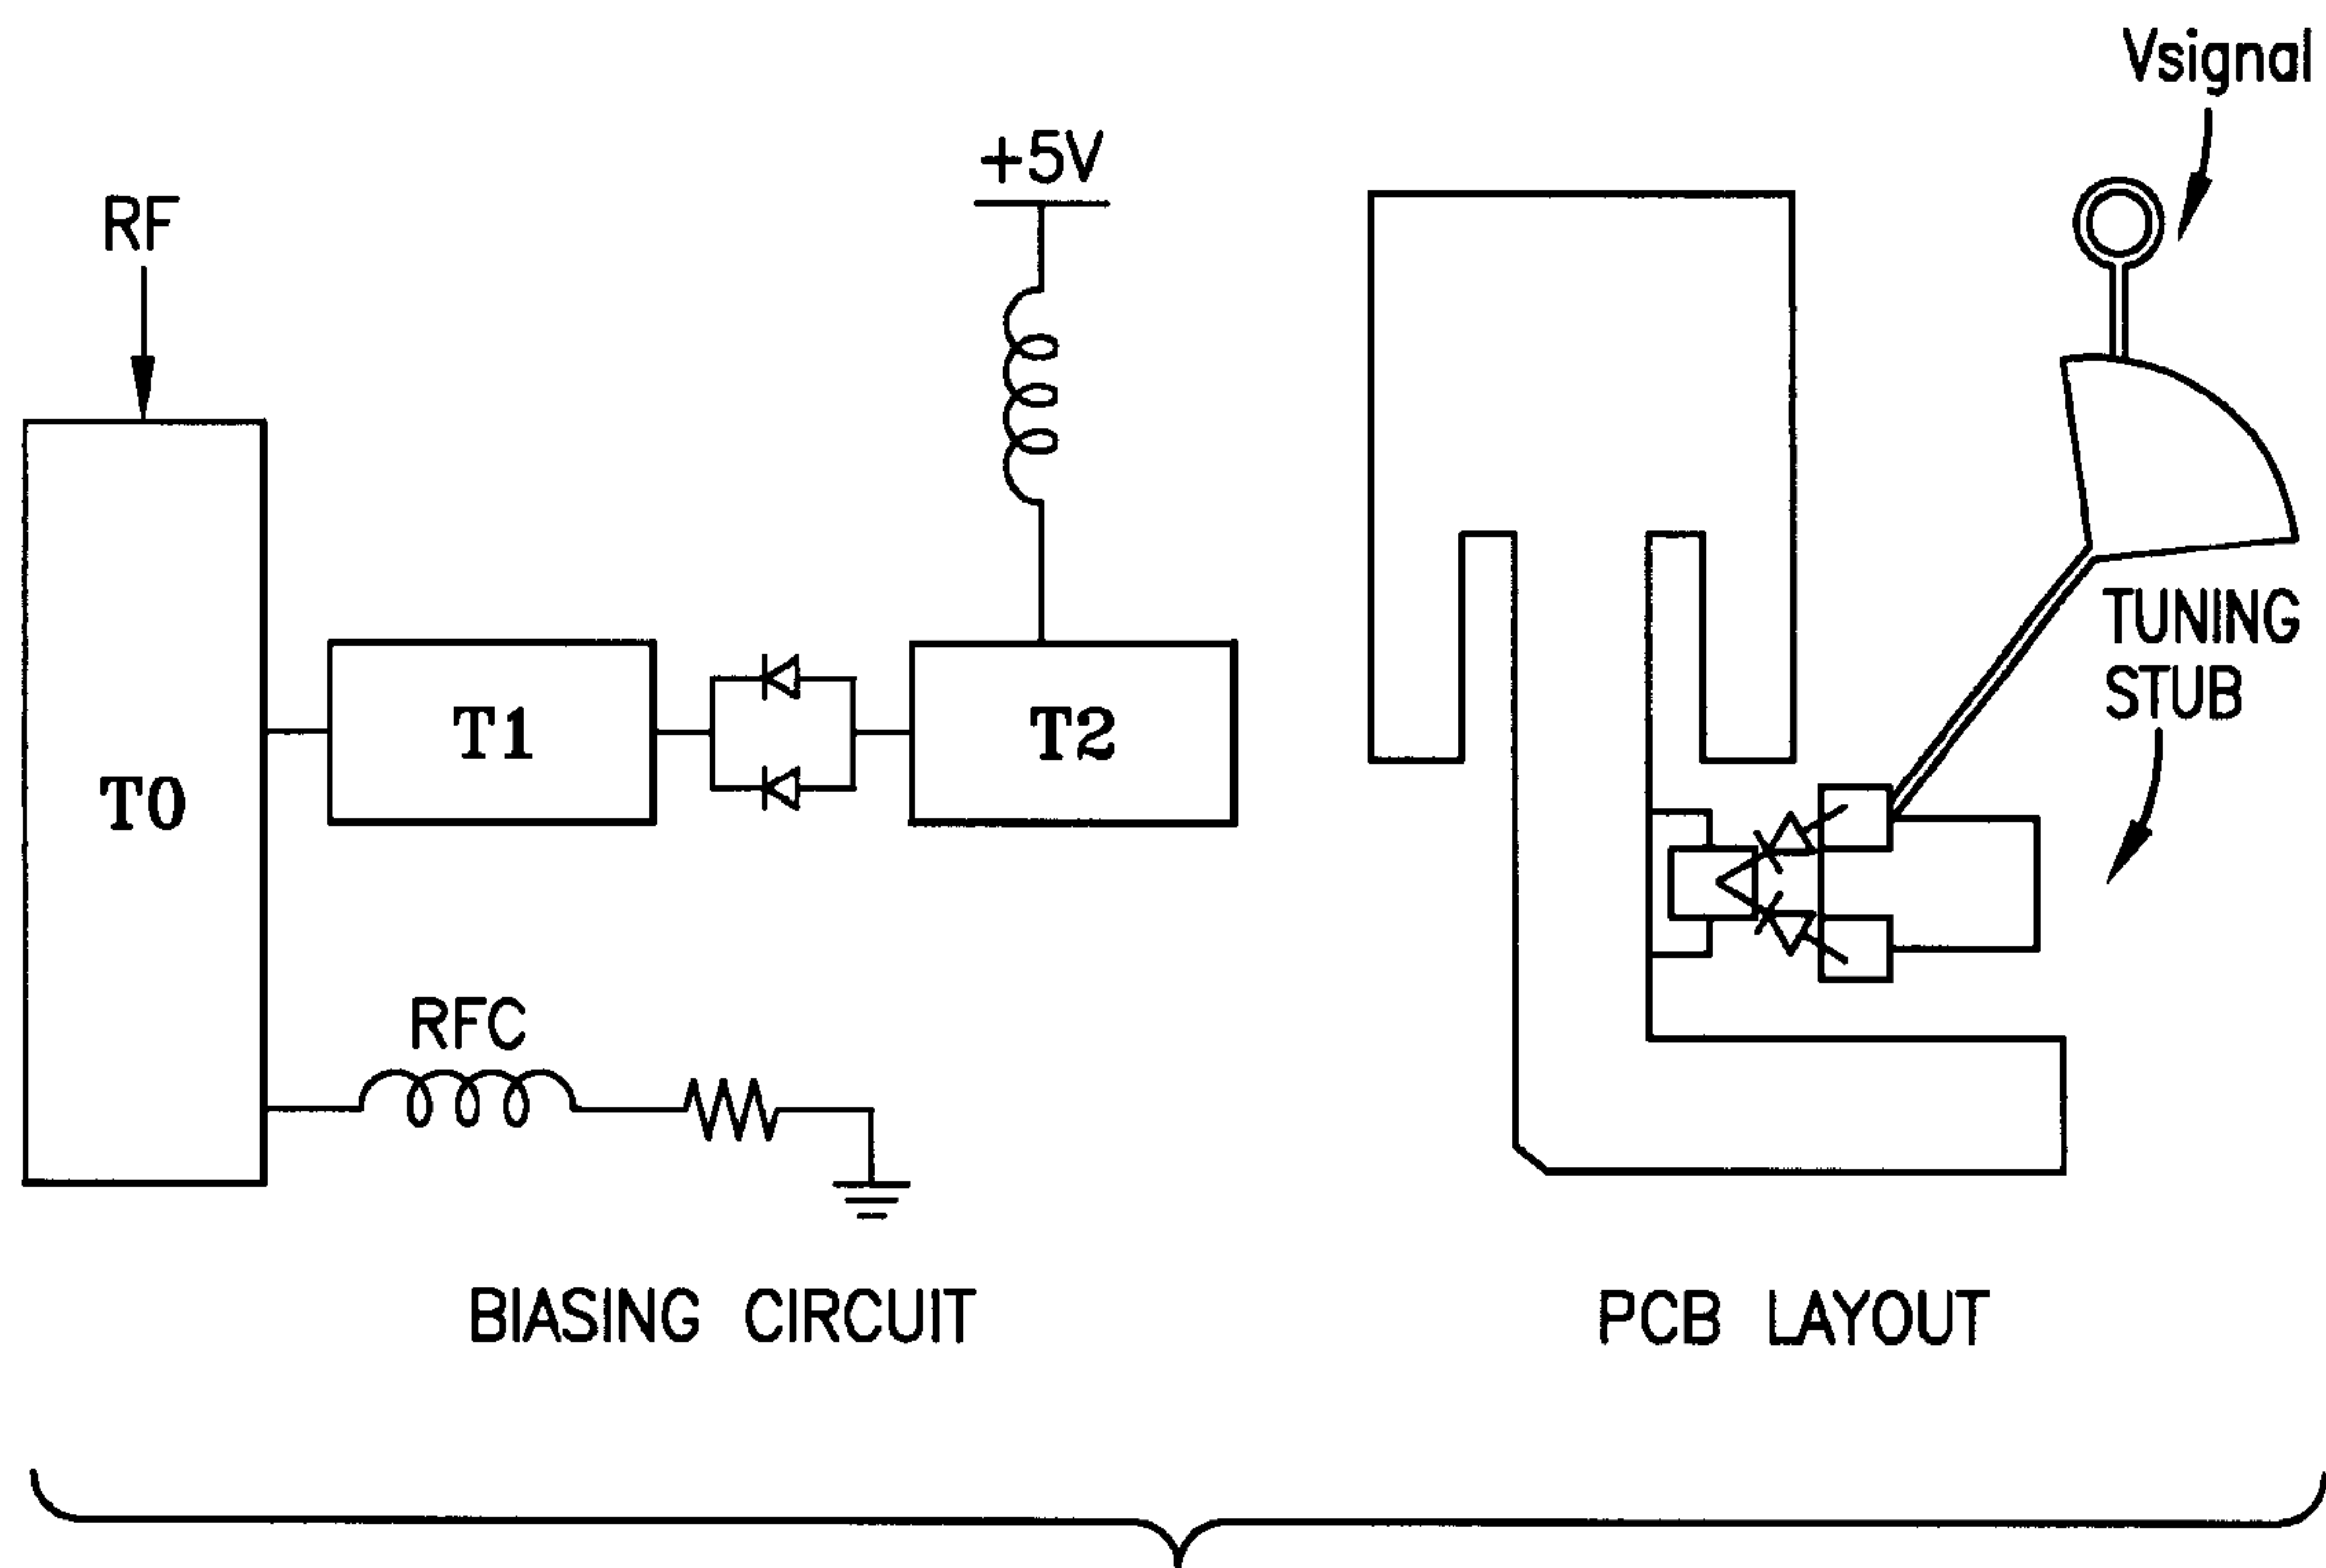 Vsignal
+5V
RF
TUNING
STUB
T1
T2
T0
RFC
BIASING CIRCUIT
PCB LAYOUT